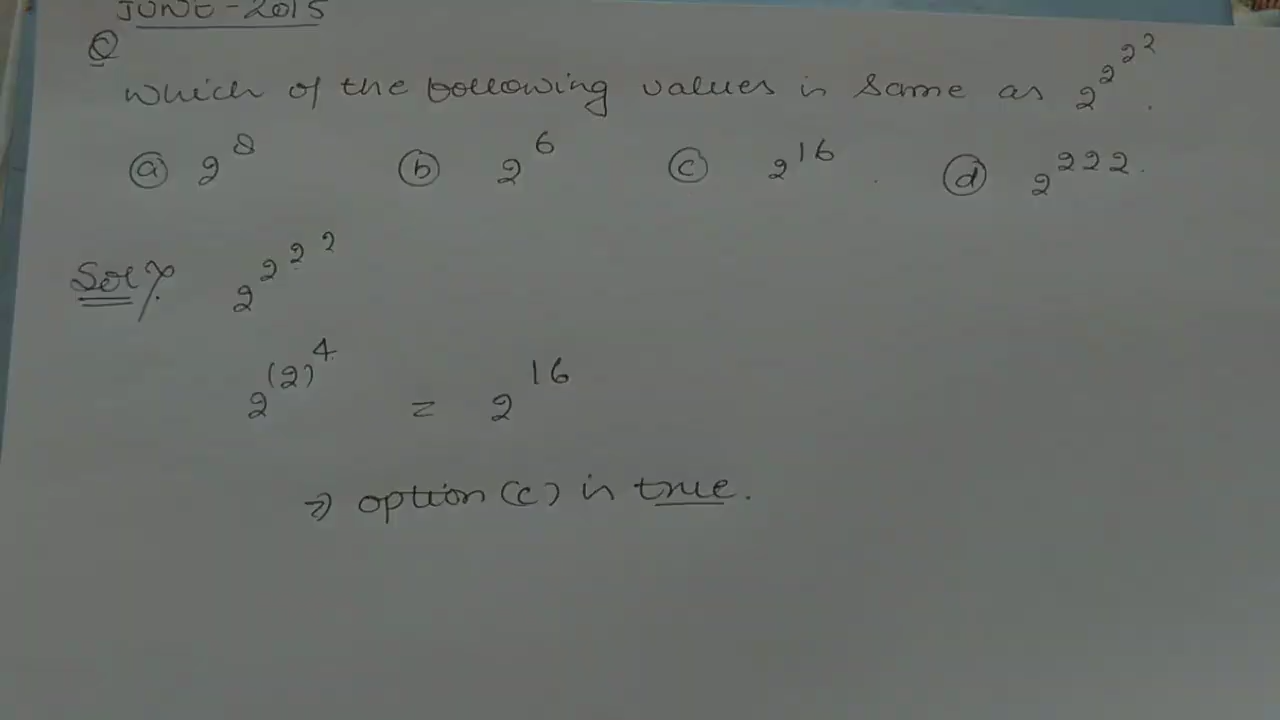 JUNE - 2015
Q
which of the following values is same as 2^2^2^2.
(a) 2^8 (b) 2^6 (c) 2^16. (d) 2^222.
Sol%
2^2^2^2
2^(2)^4 = 2^16
⇒ option (c) is true.